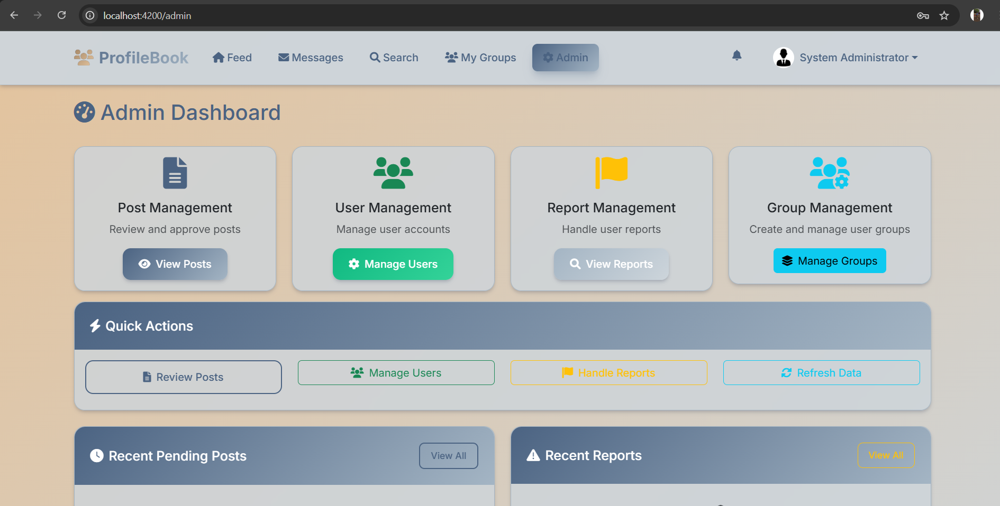 localhost:4200/admin
ProfileBook
Feed
Messages
Search
My Groups
Admin
System Administrator
Admin Dashboard
Post Management
Review and approve posts
View Posts
User Management
Manage user accounts
Manage Users
Report Management
Handle user reports
View Reports
Group Management
Create and manage user groups
Manage Groups
Quick Actions
Review Posts
Manage Users
Handle Reports
Refresh Data
Recent Pending Posts
View All
Recent Reports
View All